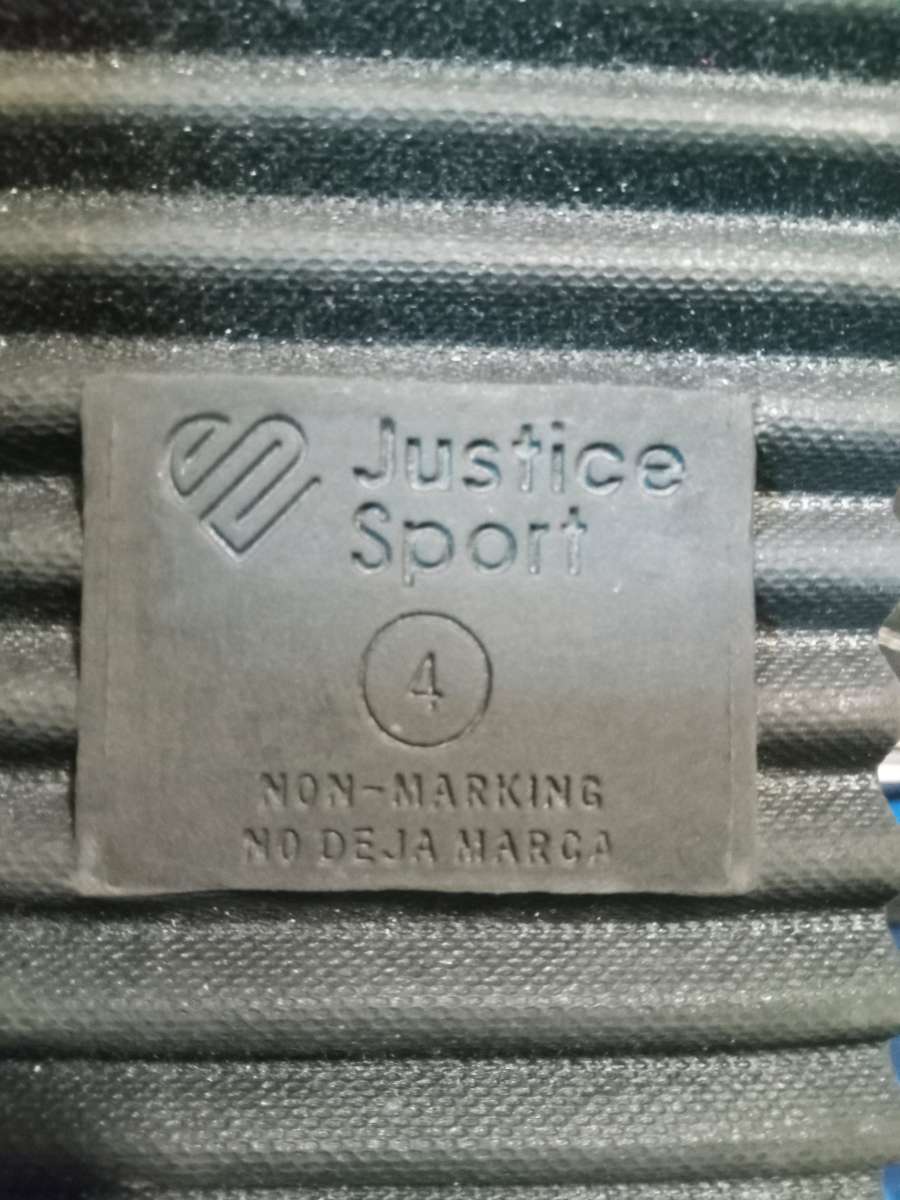 Justice
Sport
4
NON-MARKING
NO DEJA MARCA